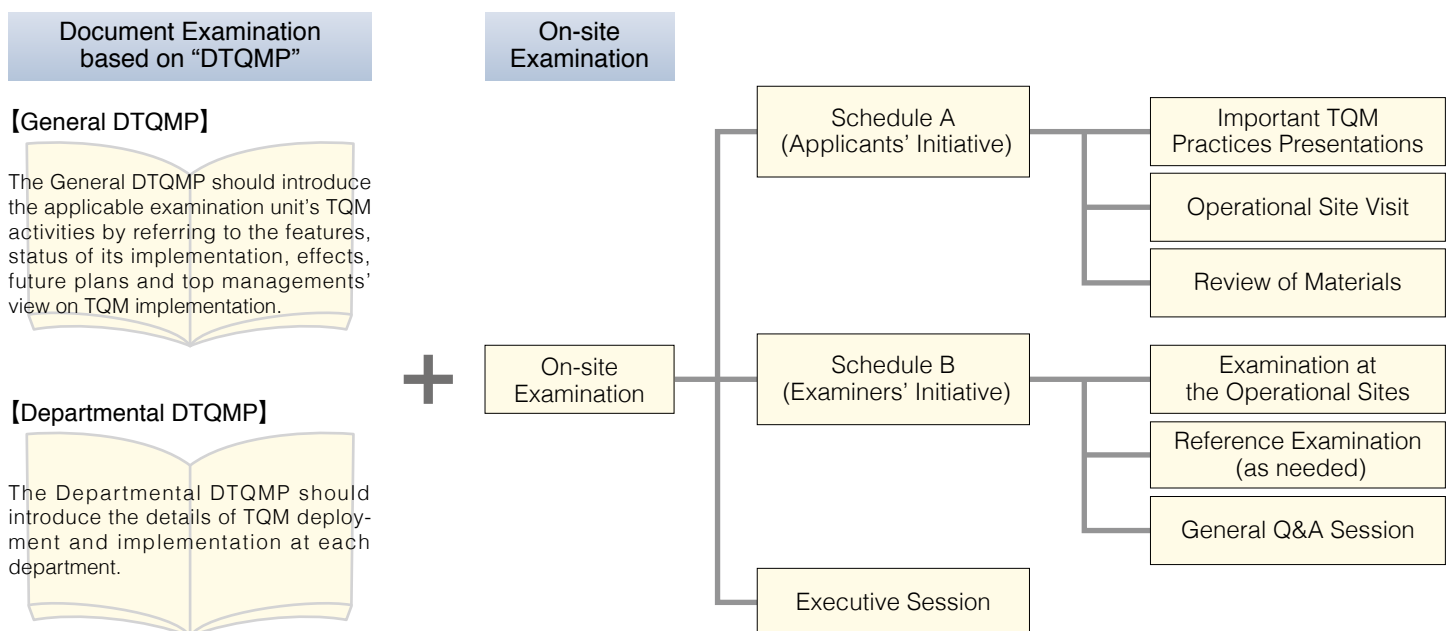 Document Examination
based on “DTQMP”
【General DTQMP】
The General DTQMP should introduce
the applicable examination unit’s TQM
activities by referring to the features,
status of its implementation, effects,
future plans and top managements’
view on TQM implementation.
【Departmental DTQMP】
The Departmental DTQMP should
introduce the details of TQM deploy-
ment and implementation at each
department.
+
On-site
Examination
On-site
Examination
Schedule A
(Applicants’ Initiative)
Important TQM
Practices Presentations
Operational Site Visit
Review of Materials
Schedule B
(Examiners’ Initiative)
Examination at
the Operational Sites
Reference Examination
(as needed)
General Q&A Session
Executive Session